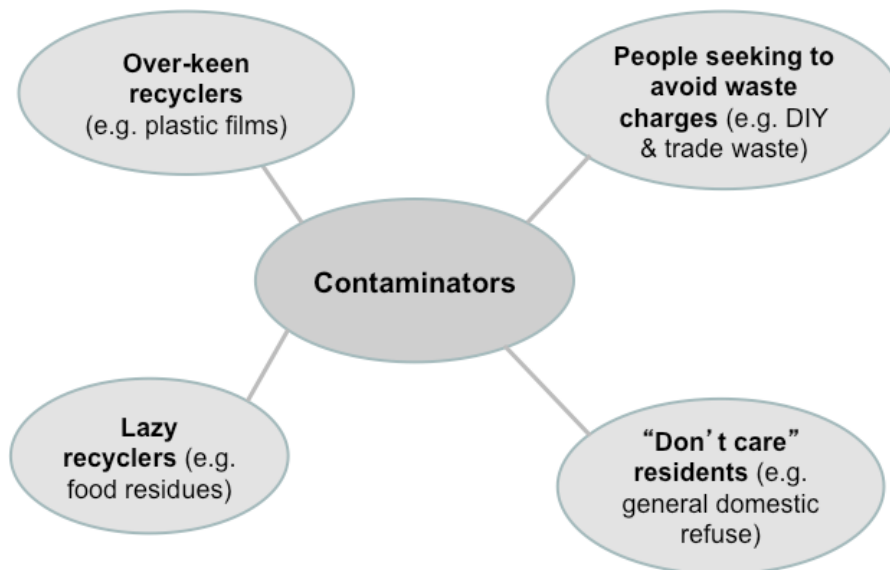 Over-keen
recyclers
(e.g. plastic films)
People seeking to
avoid waste
charges (e.g. DIY
& trade waste)
Contaminators
Lazy
recyclers (e.g.
food residues)
“Don’t care”
residents (e.g.
general domestic
refuse)